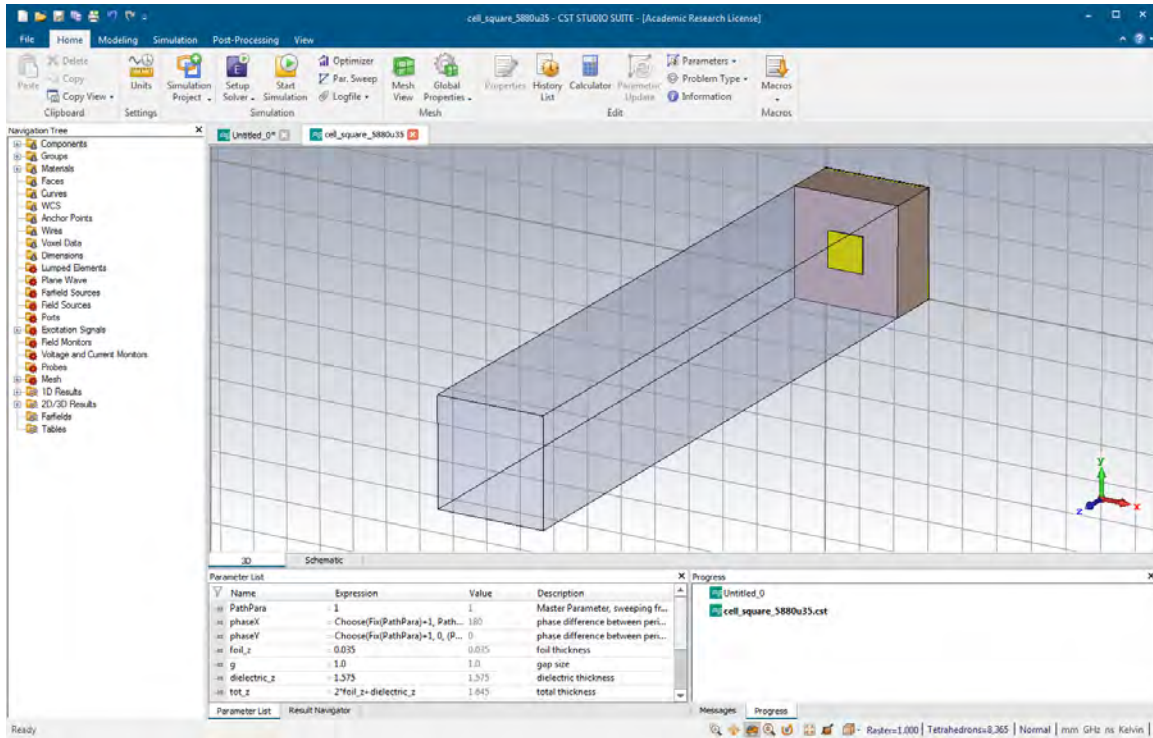 cell_square_5880u35 - CST STUDIO SUITE - [Academic Research License]
File Home Modeling Simulation Post-Processing View
Paste
Delete
Copy
Copy View
Clipboard
Units
Settings
Simulation Project
Setup Solver
Start Simulation
Optimizer
Par. Sweep
Logfile
Simulation
Mesh View
Global Properties
Mesh
Properties
History List
Calculator
Parametric Update
Parameters
Problem Type
Information
Edit
Macros
Macros
Navigation Tree
Untitled_0*
cell_square_5880u35
Components
Groups
Materials
Faces
Curves
WCS
Anchor Points
Wires
Voxel Data
Dimensions
Lumped Elements
Plane Wave
Farfield Sources
Field Sources
Ports
Excitation Signals
Field Monitors
Voltage and Current Monitors
Probes
Mesh
1D Results
2D/3D Results
Farfields
Tables
y
z
x
3D Schematic
Parameter List
Name Expression Value Description
PathPara = 1 1 Master Parameter, sweeping fr...
phaseX = Choose(Fix(PathPara)+1, Path... 180 phase difference between peri...
phaseY = Choose(Fix(PathPara)+1, 0, (P... 0 phase difference between peri...
foil_z = 0.035 0.035 foil thickness
g = 1.0 1.0 gap size
dielectric_z = 1.575 1.575 dielectric thickness
tot_z = 2*foil_z+dielectric_z 1.645 total thickness
Parameter List Result Navigator
Progress
Untitled_0
cell_square_5880u35.cst
Messages Progress
Ready
Raster=1.000 Tetrahedrons=8,365 Normal mm GHz ns Kelvin